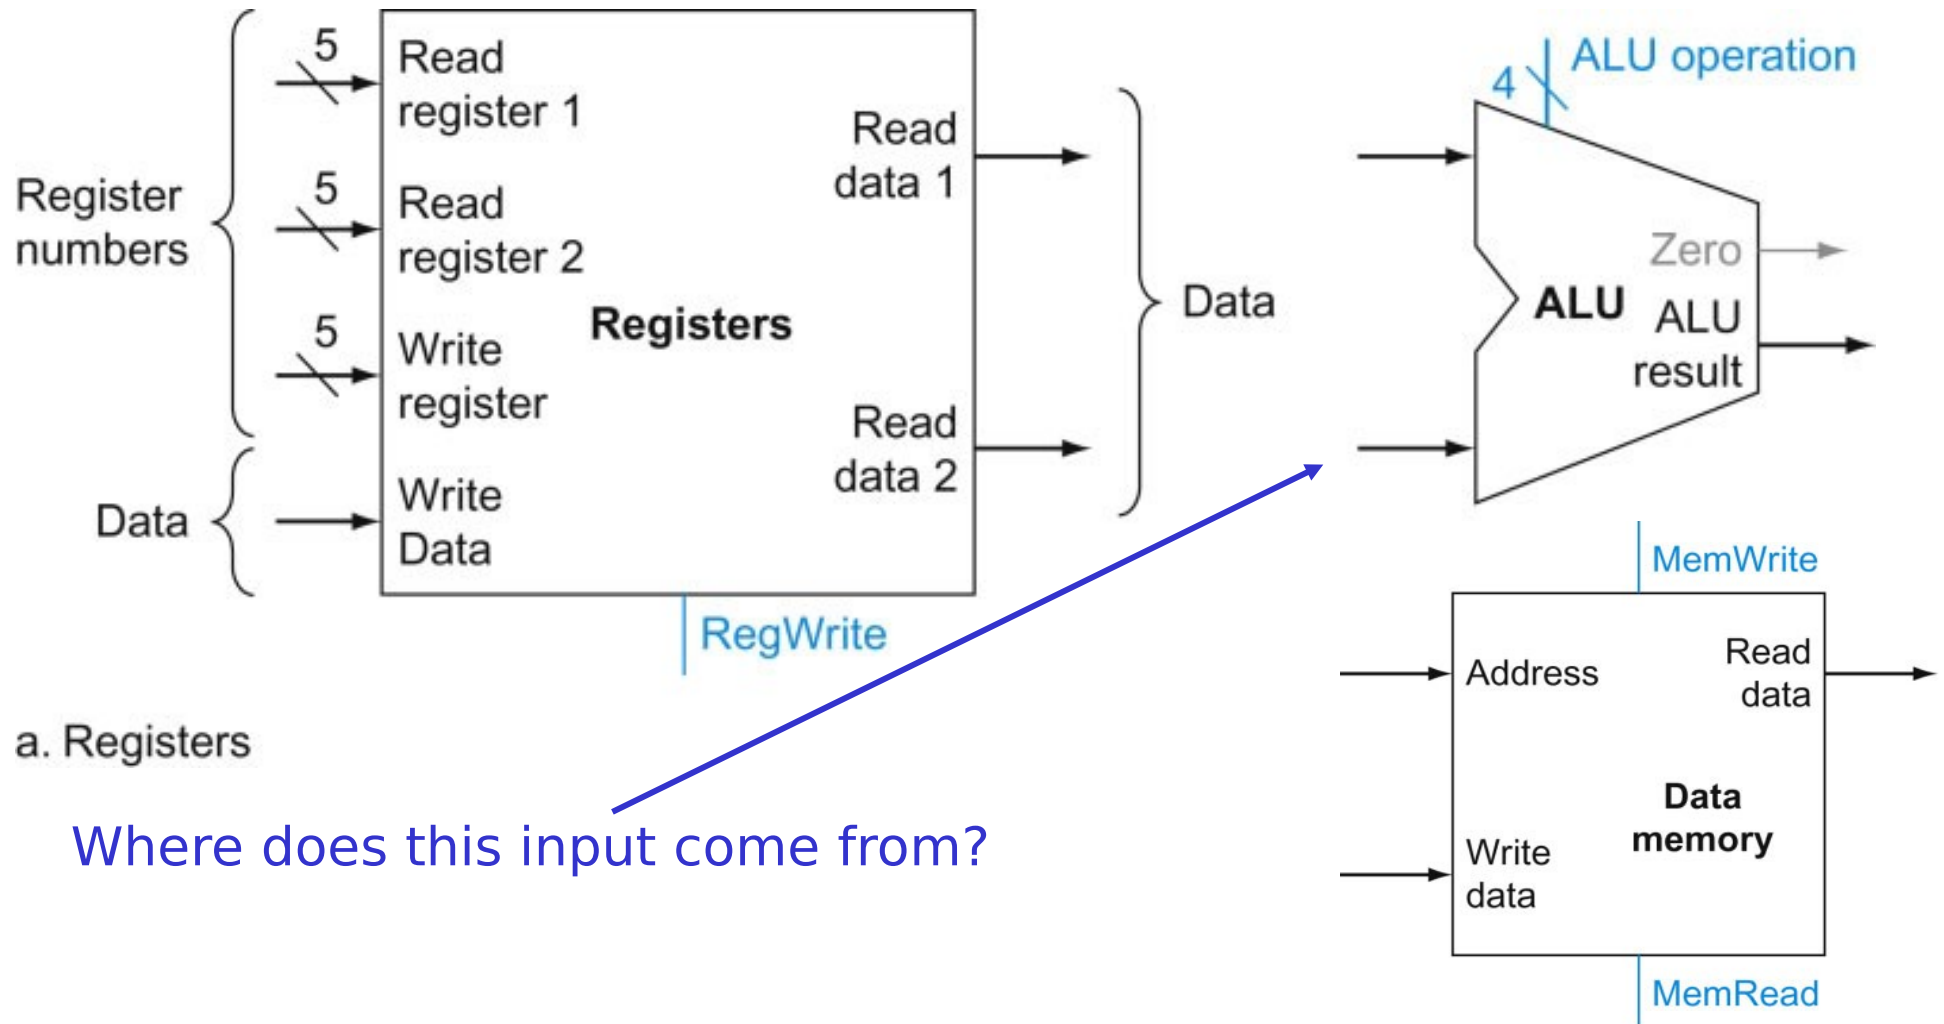 Register
numbers
Data
5
Read
register 1
5
Read
register 2
5
Write
register
Write
Data
Registers
Read
data 1
Read
data 2
RegWrite
Data
4
ALU operation
ALU
Zero
ALU
result
a. Registers
Where does this input come from?
MemWrite
Address
Read
data
Write
data
Data
memory
MemRead